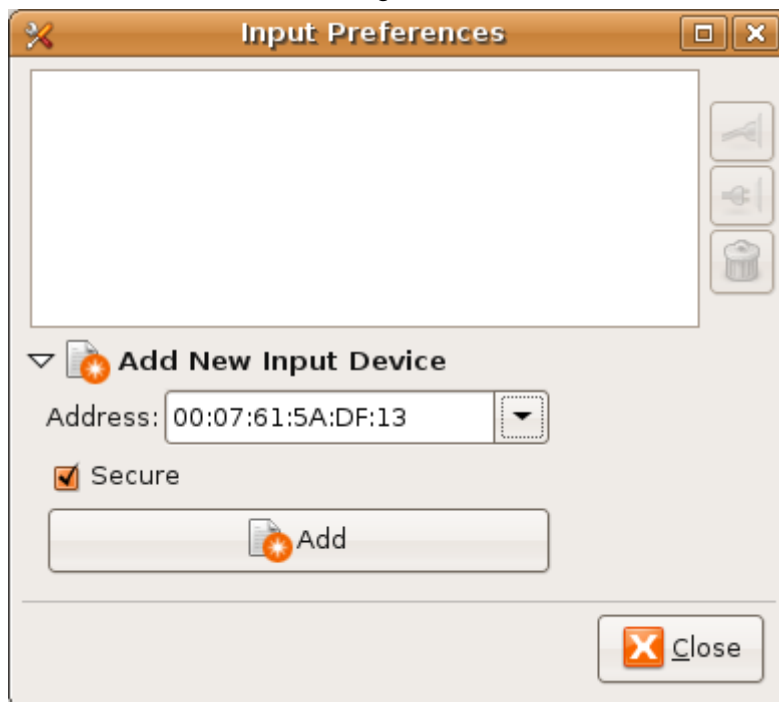 Input Preferences
Add New Input Device
Address: 00:07:61:5A:DF:13
Secure
Add
Close